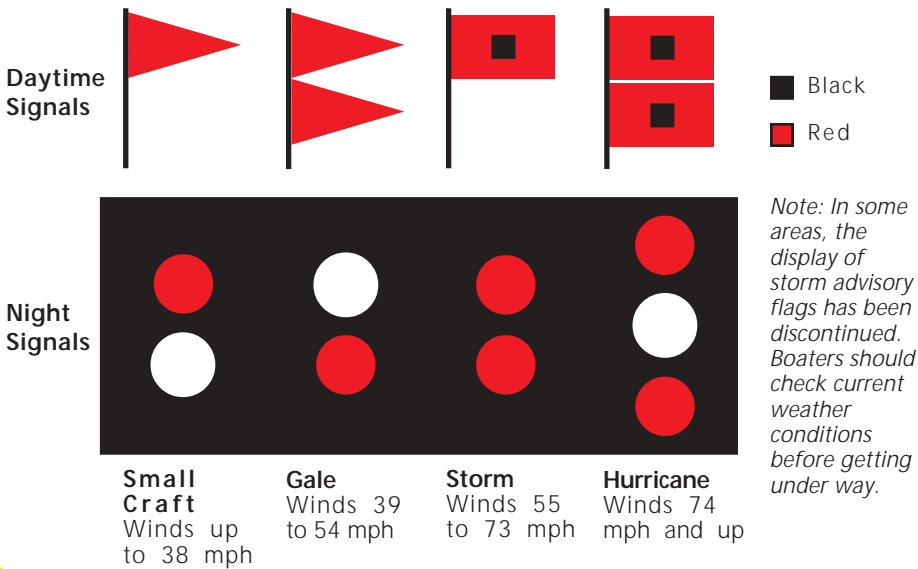 Daytime
Signals
Black
Red
Note: In some
areas, the
display of
storm advisory
flags has been
discontinued.
Boaters should
check current
weather
conditions
before getting
under way.
Night
Signals
Small
Craft
Winds up
to 38 mph
Gale
Winds 39
to 54 mph
Storm
Winds 55
to 73 mph
Hurricane
Winds 74
mph and up